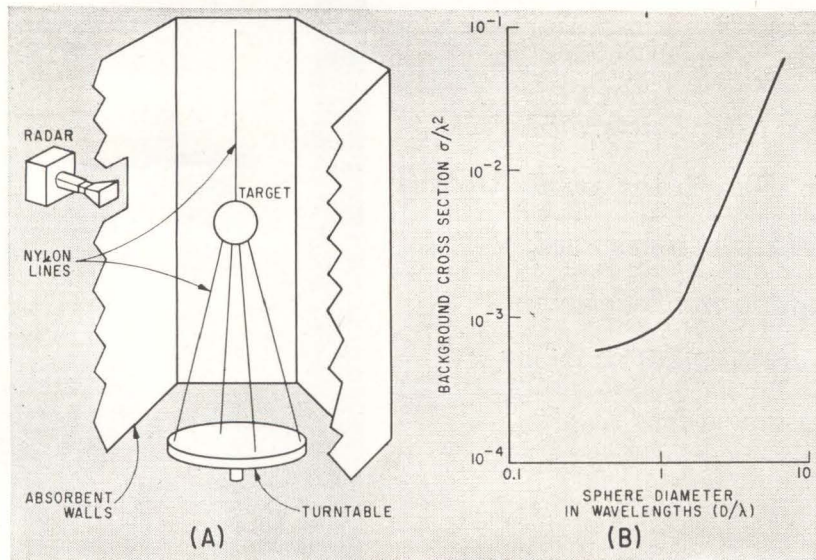 RADAR
TARGET
NYLON
LINES
ABSORBENT
WALLS
TURNTABLE
(A)
BACKGROUND CROSS SECTION σ/λ²
10⁻¹
10⁻²
10⁻³
10⁻⁴
0.1
1
10
SPHERE DIAMETER
IN WAVELENGTHS (D/λ)
(B)